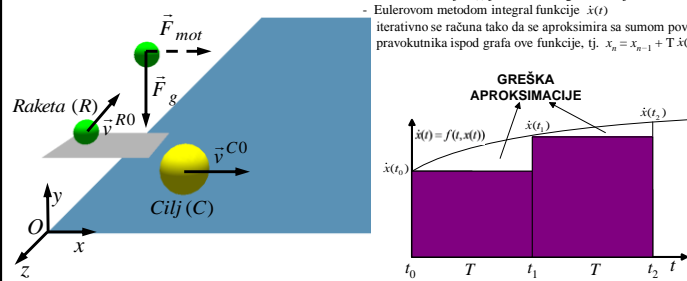 - Eulerovom metodom integral funkcije ẋ(t)
iterativno se računa tako da se aproksimira sa sumom pov
pravokutnika ispod grafa ove funkcije, tj. xₙ = xₙ₋₁ + T ẋ(
F⃗ mot
F⃗ g
Raketa (R)
v⃗ R0
v⃗ C0
Cilj (C)
O
y
x
z
GREŠKA
APROKSIMACIJE
ẋ(t) = f(t, x(t))
ẋ(t₁)
ẋ(t₂)
ẋ(t₀)
t₀ T t₁ T t₂ t